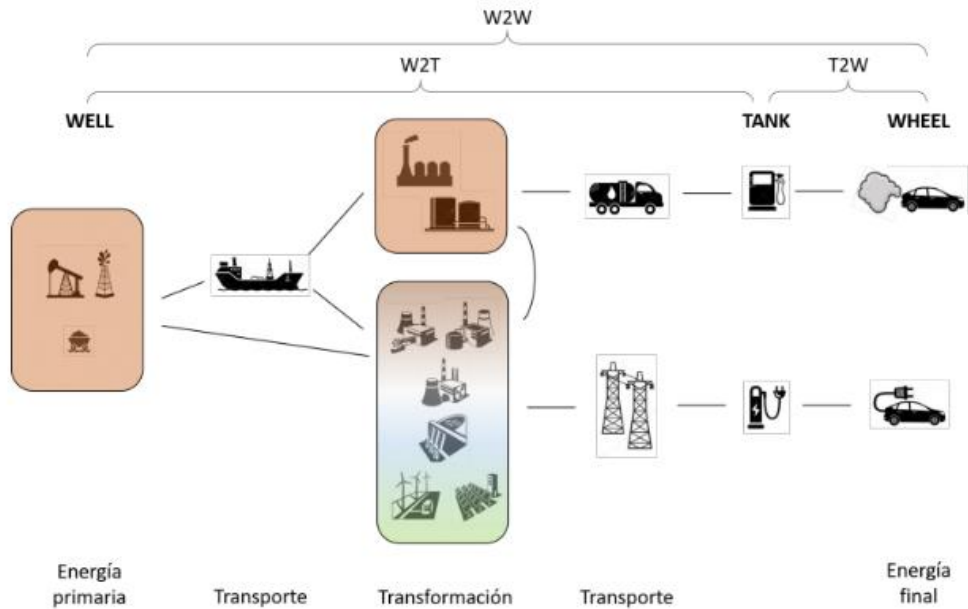 W2W
W2T
T2W
WELL
TANK
WHEEL
Energía
primaria
Transporte
Transformación
Transporte
Energía
final